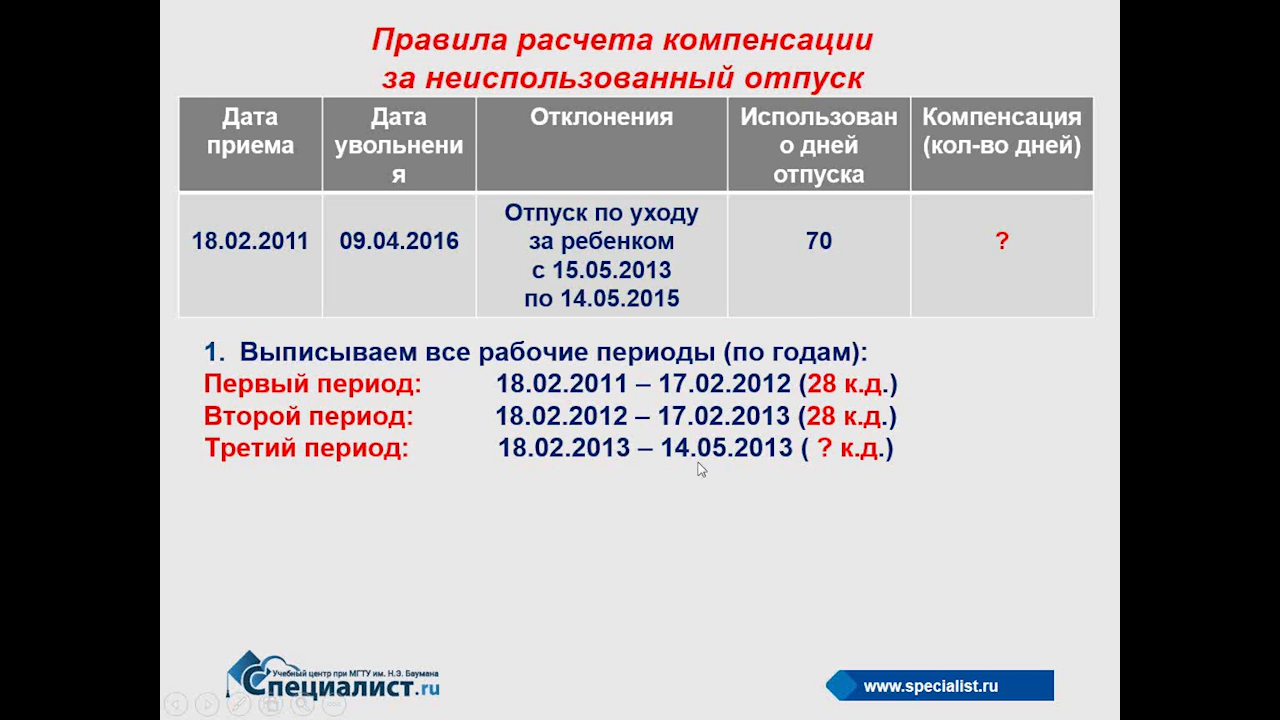 Правила расчета компенсации
за неиспользованный отпуск
Дата
приема
Дата
увольнени
я
Отклонения
Использован
о дней
отпуска
Компенсация
(кол-во дней)
18.02.2011
09.04.2016
Отпуск по уходу
за ребенком
с 15.05.2013
по 14.05.2015
70
?
1. Выписываем все рабочие периоды (по годам):
Первый период: 18.02.2011 – 17.02.2012 (28 к.д.)
Второй период: 18.02.2012 – 17.02.2013 (28 к.д.)
Третий период: 18.02.2013 – 14.05.2013 ( ? к.д.)
Учебный центр при МГТУ им. Н.Э. Баумана
Специалист.ru
www.specialist.ru